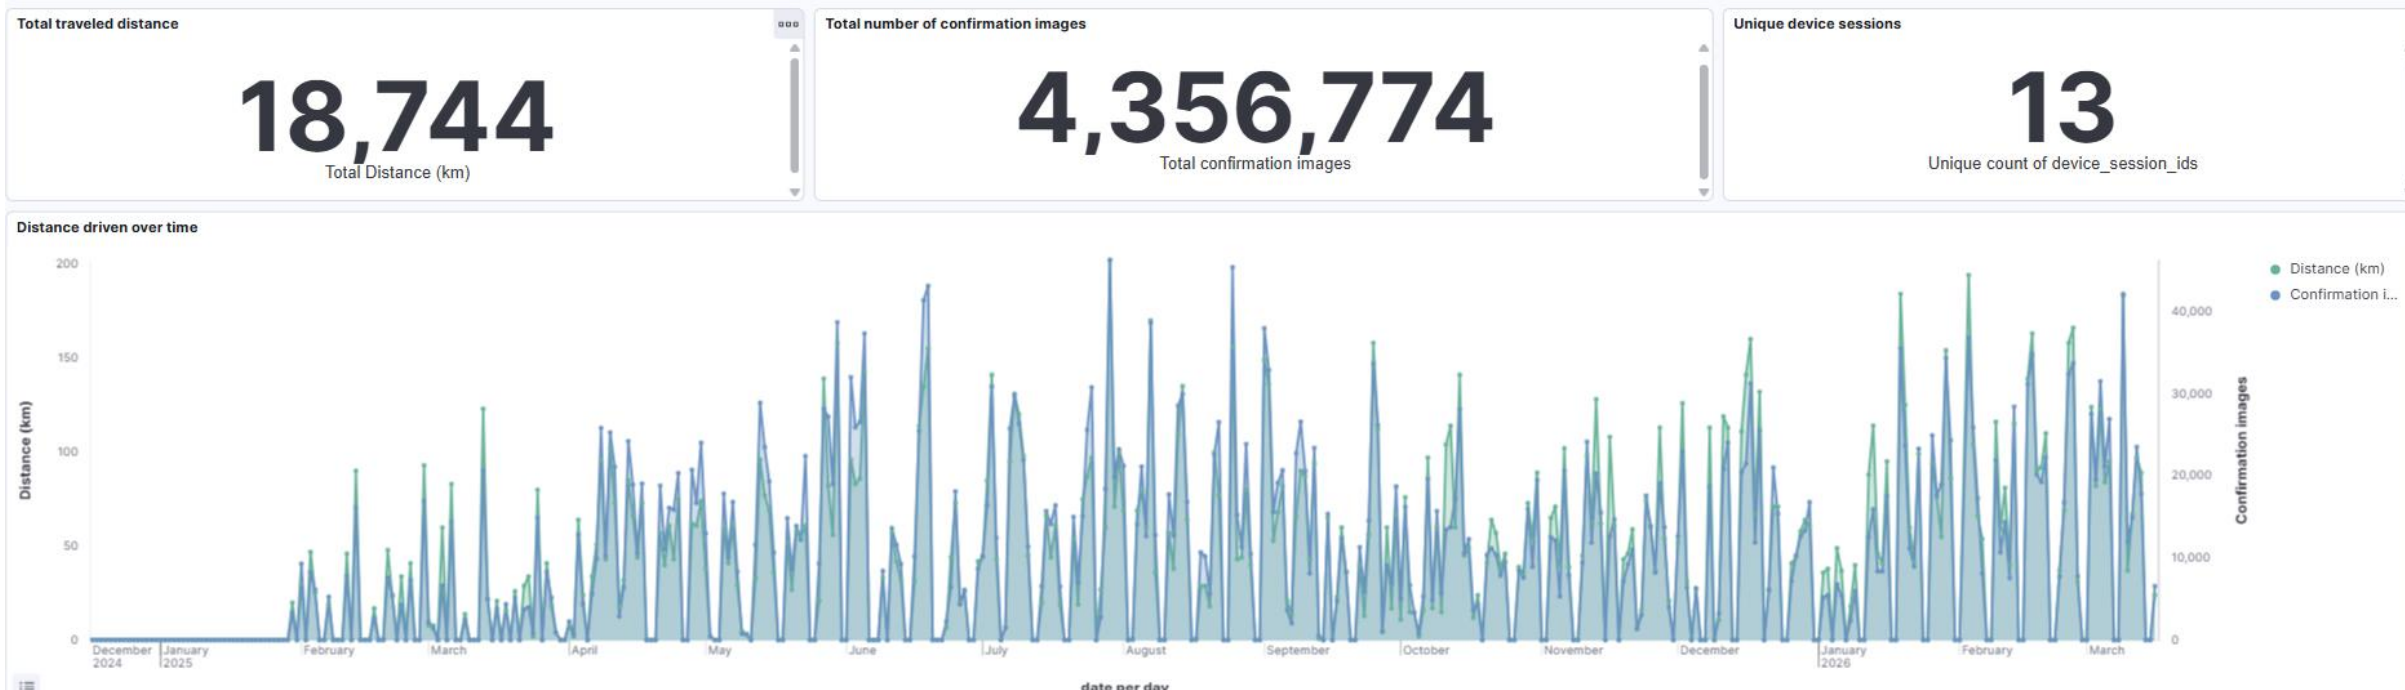 Total traveled distance
18,744
Total Distance (km)
Total number of confirmation images
4,356,774
Total confirmation images
Unique device sessions
13
Unique count of device_session_ids
Distance driven over time
200
150
100
50
0
Distance (km)
40,000
30,000
20,000
10,000
0
Confirmation images
Distance (km)
Confirmation i...
December 2024
January 2025
February
March
April
May
June
July
August
September
October
November
December
January 2026
February
March
date per day